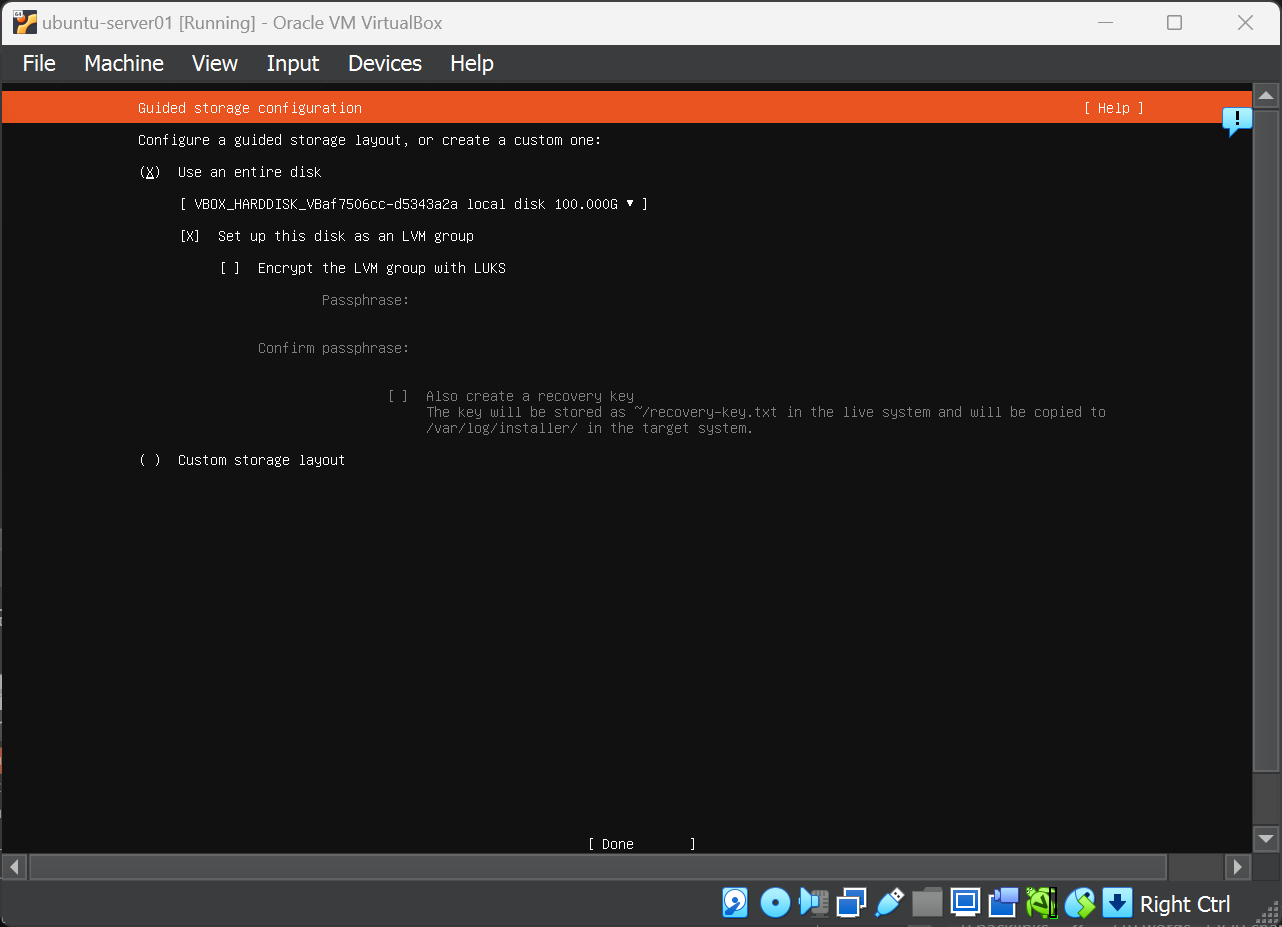 ubuntu-server01 [Running] - Oracle VM VirtualBox
File Machine View Input Devices Help
Guided storage configuration [ Help ]
Configure a guided storage layout, or create a custom one:
(X) Use an entire disk
[ VBOX_HARDDISK_VBaf7506cc-d5343a2a local disk 100.000G ▾ ]
[X] Set up this disk as an LVM group
[ ] Encrypt the LVM group with LUKS
Passphrase:
Confirm passphrase:
[ ] Also create a recovery key
The key will be stored as ~/recovery-key.txt in the live system and will be copied to
/var/log/installer/ in the target system.
( ) Custom storage layout
[ Done ]
Right Ctrl